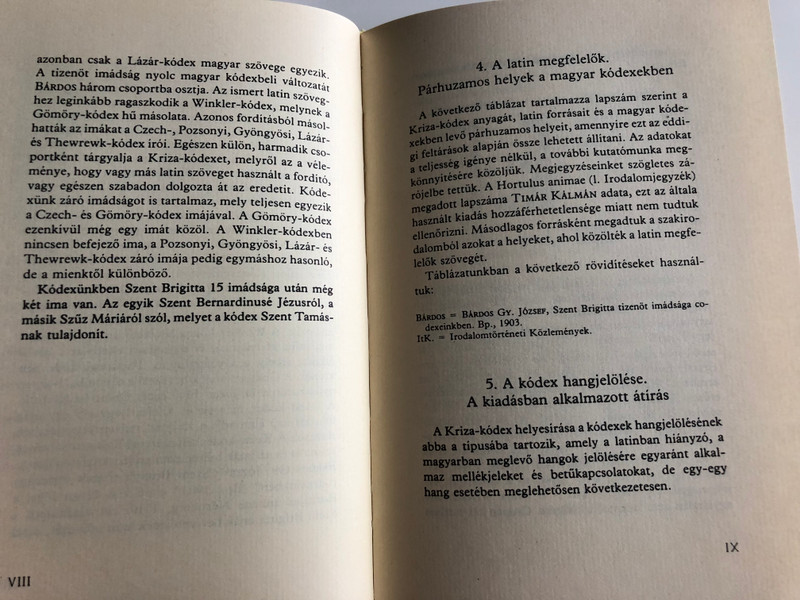 azonban csak a Lázár-kódex magyar szövege egyezik.
A tizenöt imádság nyolc magyar kódexbeli változatát
BÁRDOS három csoportba osztja. Az ismert latin szöveg-
hez leginkább ragaszkodik a Winkler-kódex, melynek a
Gömöry-kódex hű másolata. Azonos fordításból másol-
hatták az imákat a Czech-, Pozsonyi, Gyöngyösi, Lázár-
és Thewrewk-kódex írói. Egészen külön, harmadik cso-
portként tárgyalja a Kriza-kódexet, melyről az a véle-
ménye, hogy vagy más latin szöveget használt a fordító,
vagy egészen szabadon dolgozta át az eredetit. Kóde-
xünk záró imádságot is tartalmaz, mely teljesen egyezik
a Czech- és Gömöry-kódex imájával. A Gömöry-kódex
ezenkívül még egy imát közöl. A Winkler-kódexben
nincsen befejező ima, a Pozsonyi, Gyöngyösi, Lázár- és
Thewrewk-kódex záró imája pedig egymáshoz hasonló,
de a mienktől különböző.
Kódexünkben Szent Brigitta 15 imádsága után még
két ima van. Az egyik Szent Bernardinusé Jézusról, a
másik Szűz Máriáról szól, melyet a kódex Szent Tamás-
nak tulajdonít.
VIII
4. A latin megfelelők.
Párhuzamos helyek a magyar kódexekben
A következő táblázat tartalmazza lapszám szerint a
Kriza-kódex anyagát, latin forrásait és a magyar kóde-
xekben levő párhuzamos helyeit, amennyire ezt az eddi-
gi feltárások alapján össze lehetett állítani. Ez az adatokat
a teljesség igénye nélkül, a további kutatómunka meg-
könnyítésére közöljük. Megjegyzéseinket szögletes zá-
rójelbe tettük. A Hortulus animae (l. Irodalomjegyzék)
megadott lapszáma TIMÁR KÁLMÁN adata, ezt az általa
használt kiadás hozzáférhetetlensége miatt nem tudtuk
ellenőrizni. Másodlagos forrásként megadtuk a szakiro-
dalomból azokat a helyeket, ahol közölték a latin megfe-
lelők szövegét.
Táblázatunkban a következő rövidítéseket használ-
tuk:
BÁRDOS = BÁRDOS GY. JÓZSEF, Szent Brigitta tizenöt imádsága co-
dexeinkben. Bp., 1903.
ItK. = Irodalomtörténeti Közlemények.
5. A kódex hangjelölése.
A kiadásban alkalmazott átírás
A Kriza-kódex helyesírása a kódexek hangjelölésének
abba a típusába tartozik, amely a latinban hiányzó, a
magyarban meglevő hangok jelölésére egyaránt alkal-
maz mellékjeleket és betűkapcsolatokat, de egy-egy
hang esetében meglehetősen következetesen.
IX